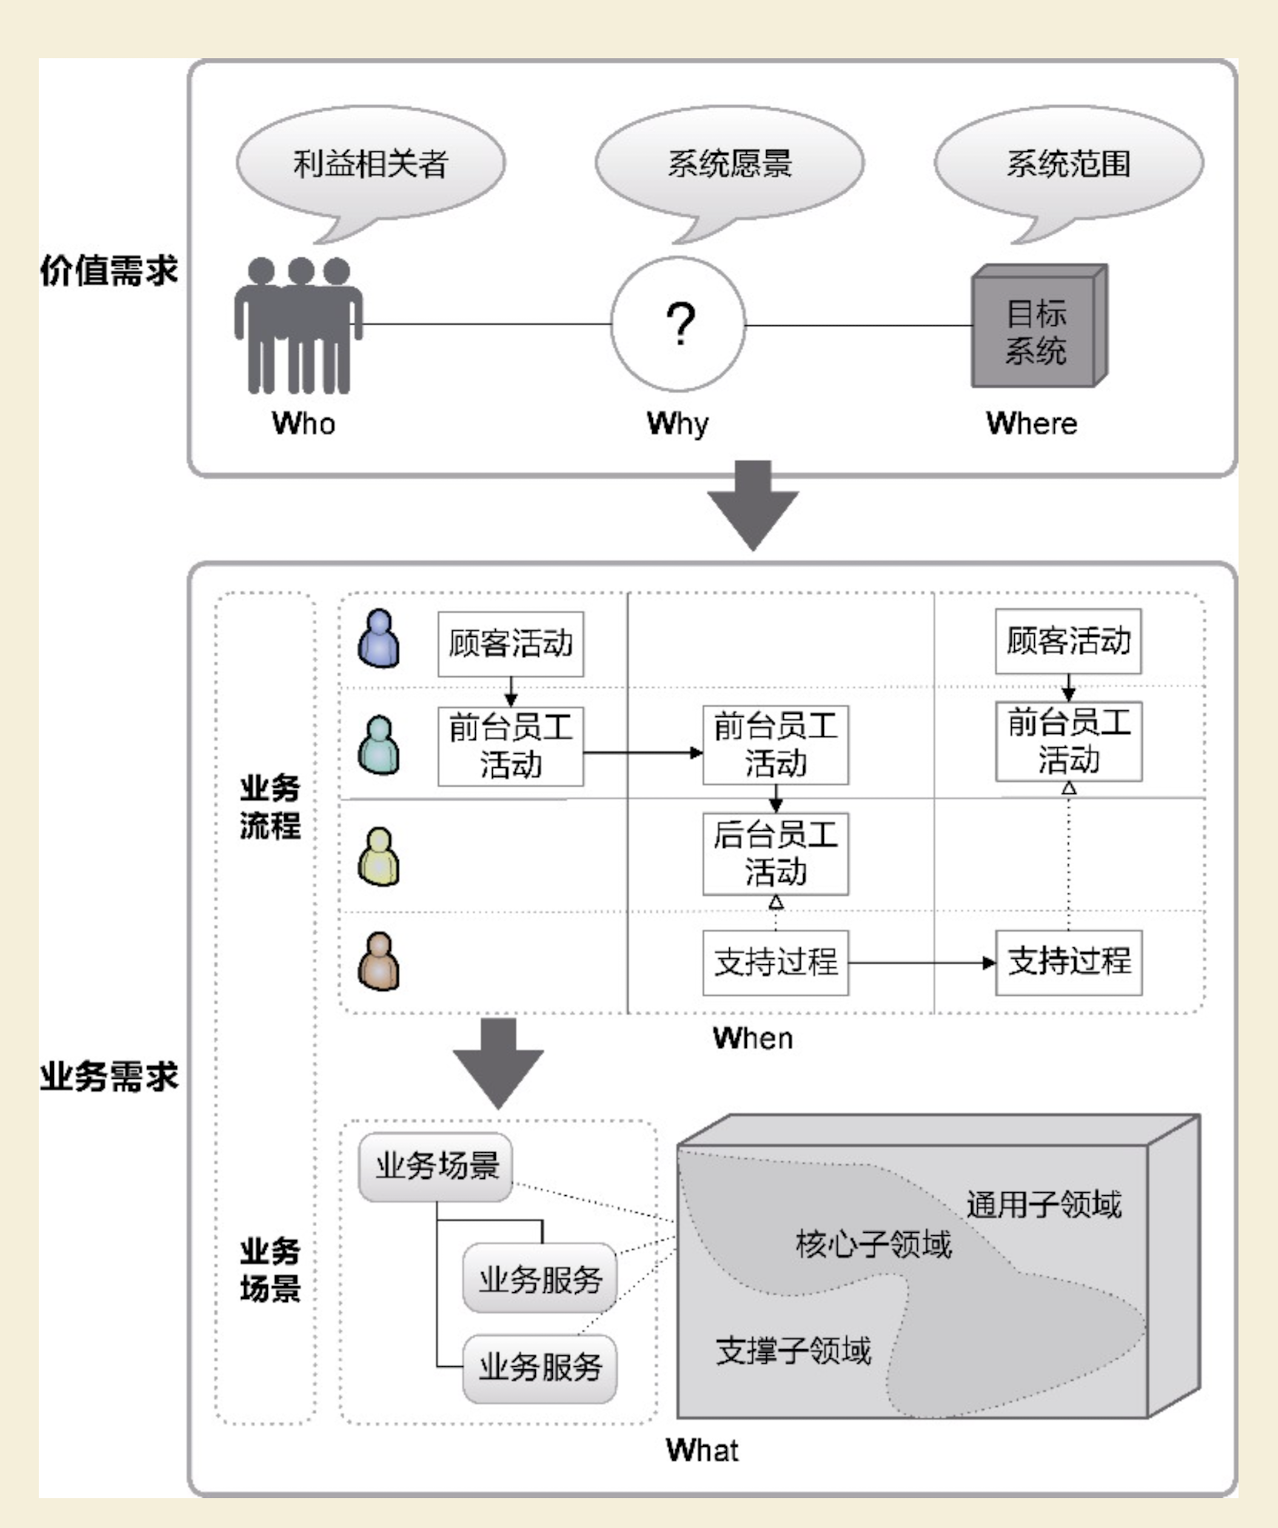 利益相关者
系统愿景
系统范围
价值需求
?
目标
系统
Who
Why
Where
业务需求
业务
流程
顾客活动
顾客活动
前台员工
活动
前台员工
活动
前台员工
活动
后台员工
活动
支持过程
支持过程
When
业务
场景
业务场景
业务服务
业务服务
通用子领域
核心子领域
支撑子领域
What